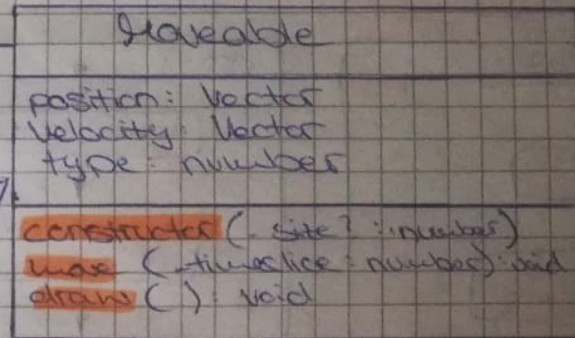 Moveable
position: Vector
velocity: Vector
type: number
constructor (_size? : number)
move (_timeslice : number): void
draw ( ): void